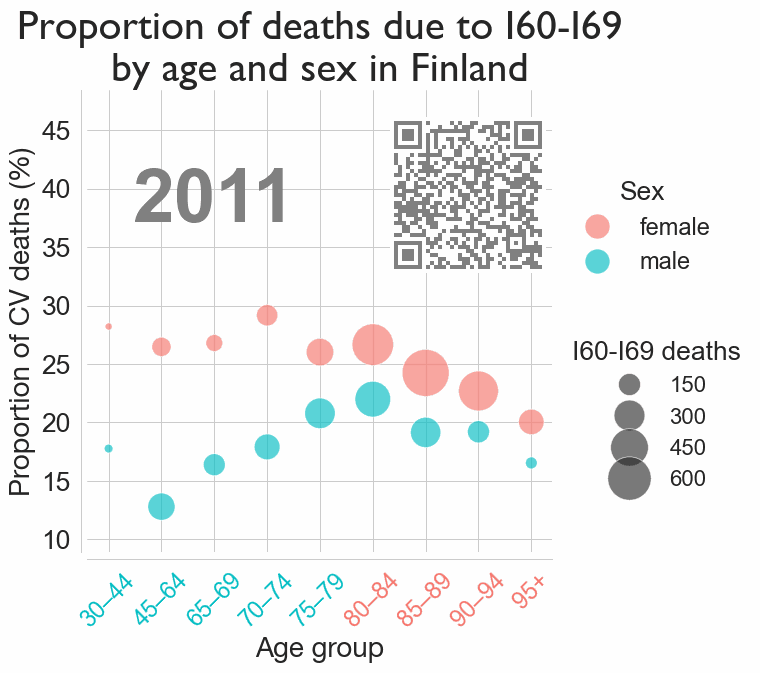 Proportion of deaths due to I60-I69
by age and sex in Finland
Proportion of CV deaths (%)
45
40
35
30
25
20
15
10
2011
30–44
45–64
65–69
70–74
75–79
80–84
85–89
90–94
95+
Age group
Sex
female
male
I60-I69 deaths
150
300
450
600